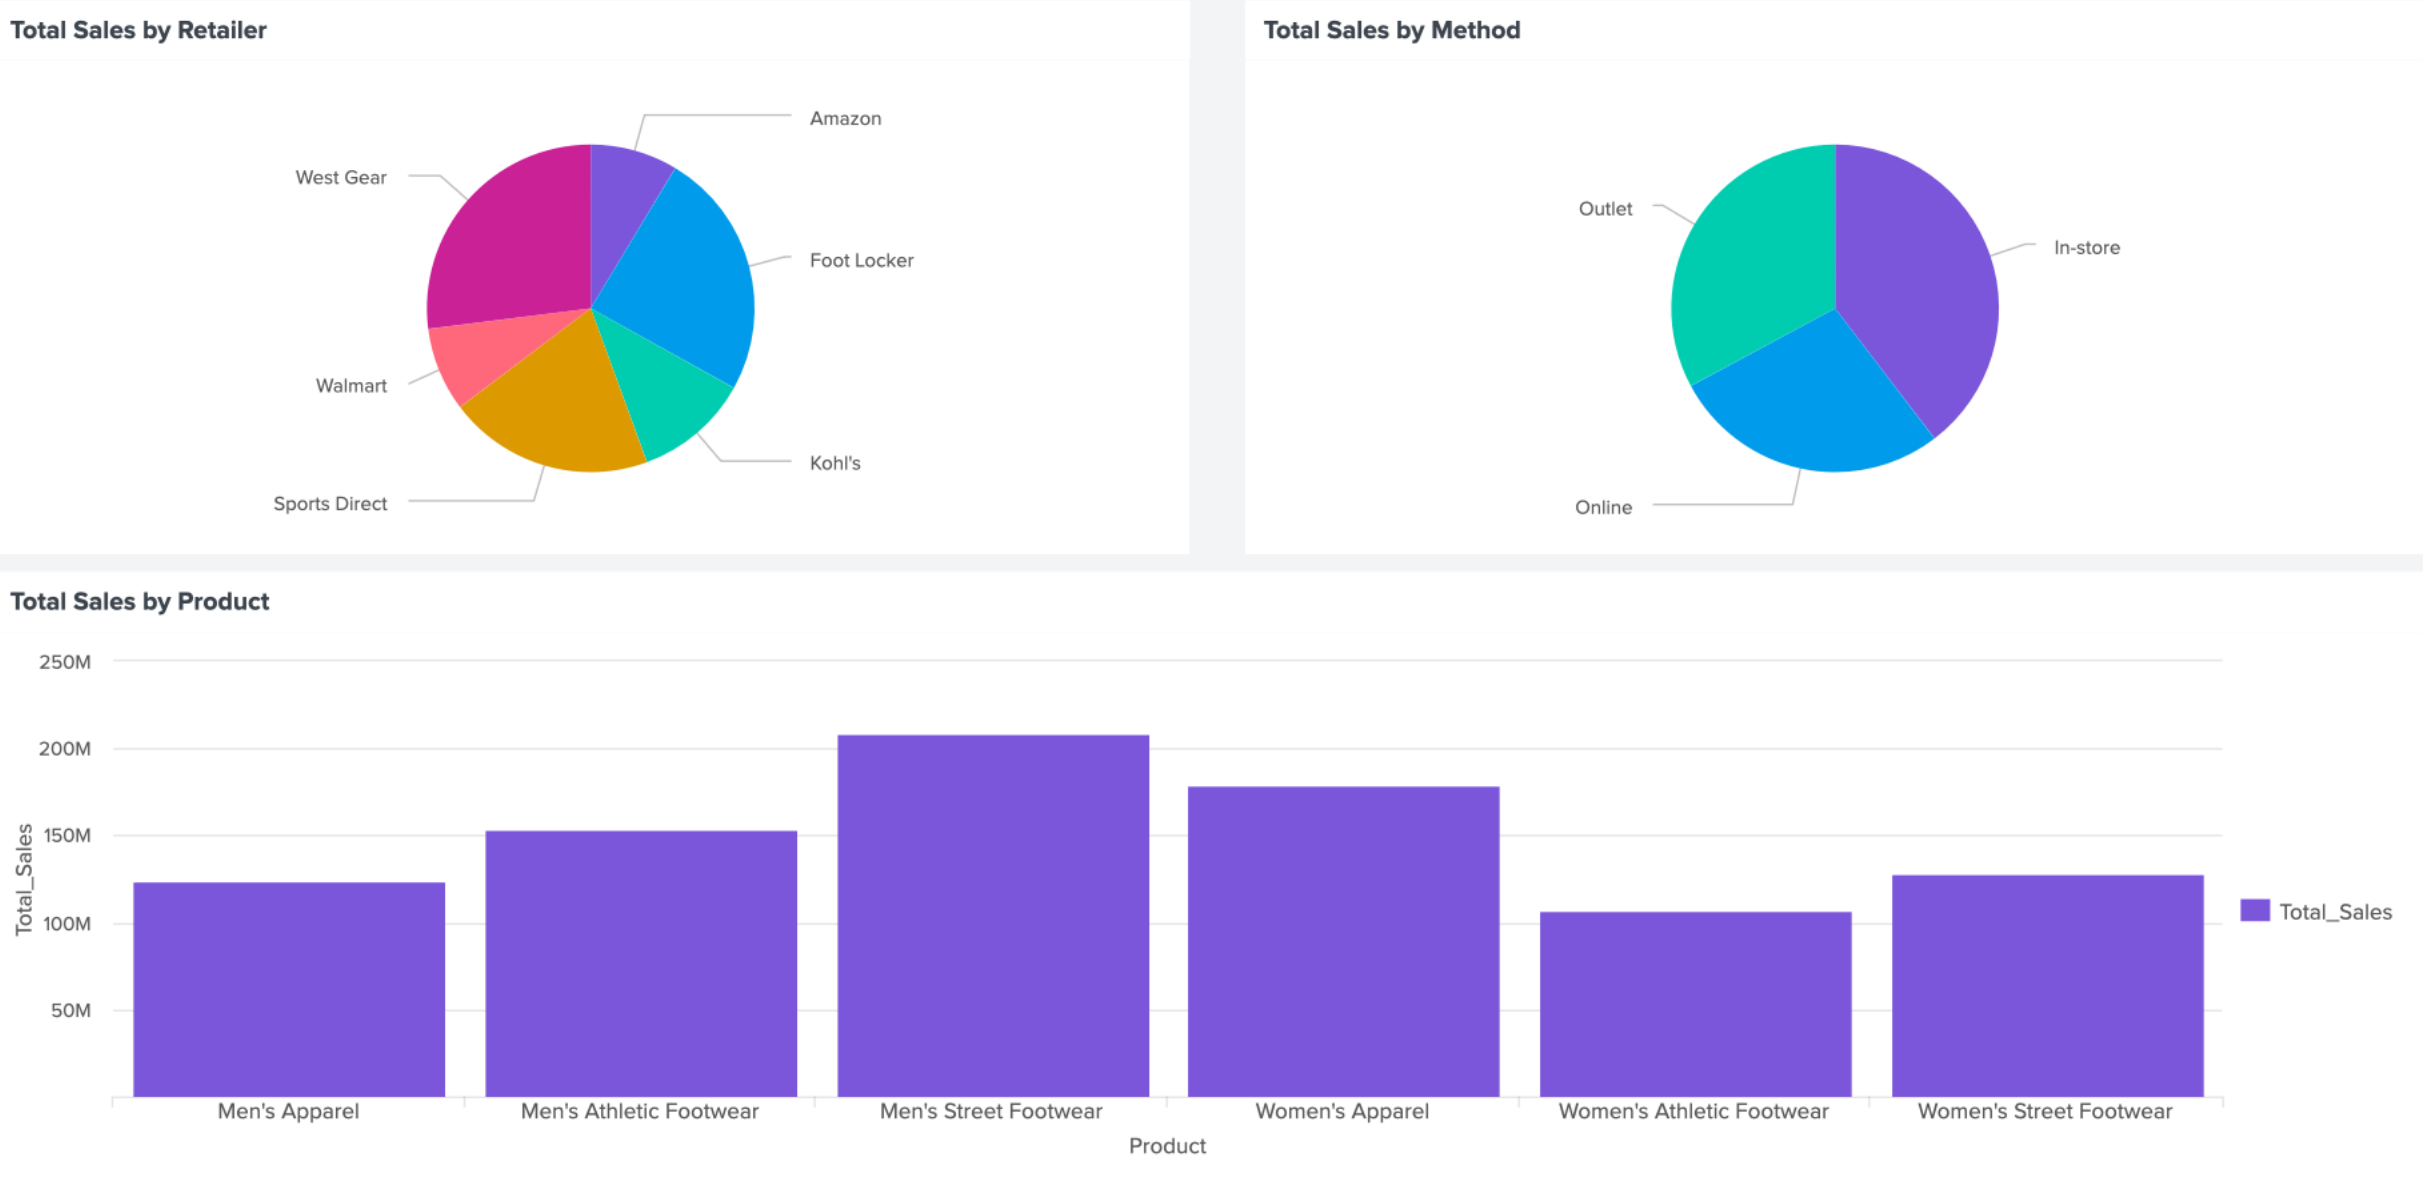 Total Sales by Retailer
Total Sales by Method
Amazon
West Gear
Foot Locker
Walmart
Kohl's
Sports Direct
Outlet
In-store
Online
Total Sales by Product
250M
200M
150M
100M
50M
Total_Sales
Total_Sales
Men's Apparel
Men's Athletic Footwear
Men's Street Footwear
Women's Apparel
Women's Athletic Footwear
Women's Street Footwear
Product